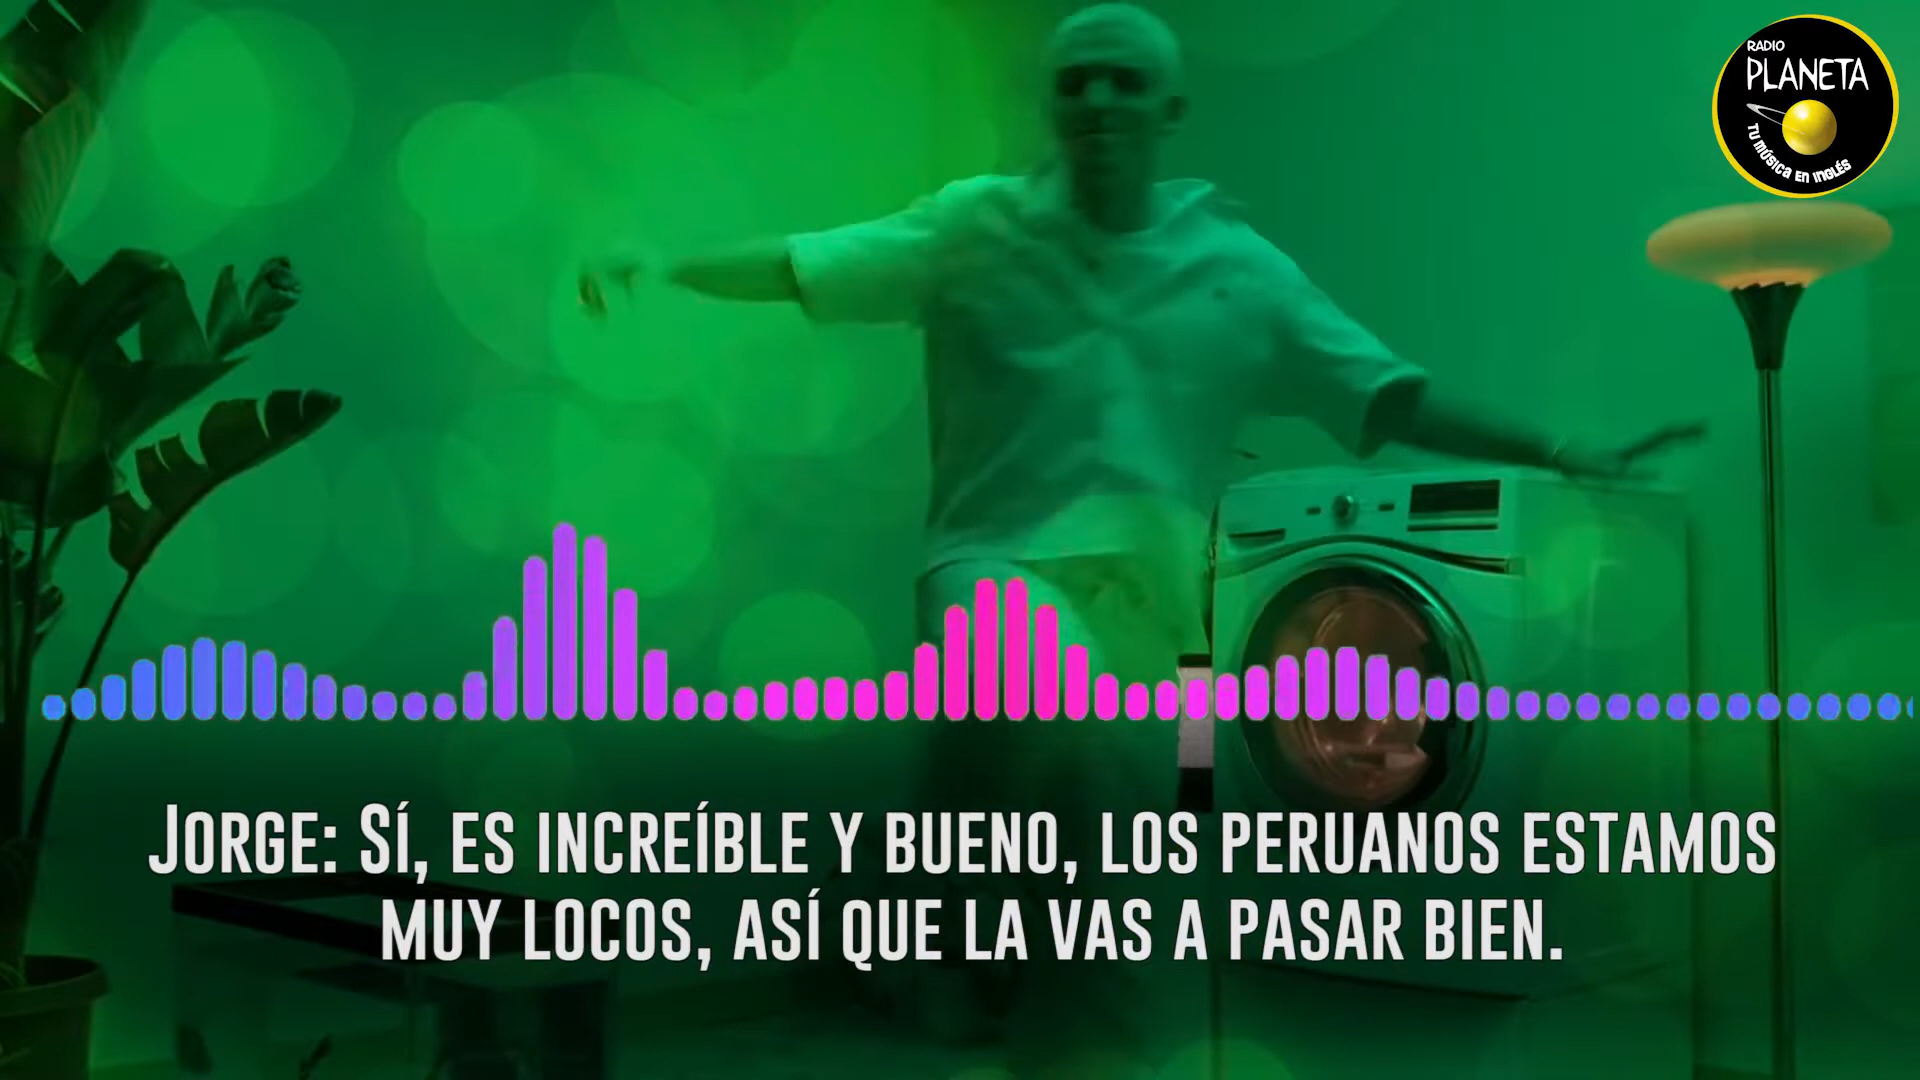 RADIO
PLANETA
TU MÚSICA EN INGLÉS
JORGE: SÍ, ES INCREÍBLE Y BUENO, LOS PERUANOS ESTAMOS
MUY LOCOS, ASÍ QUE LA VAS A PASAR BIEN.